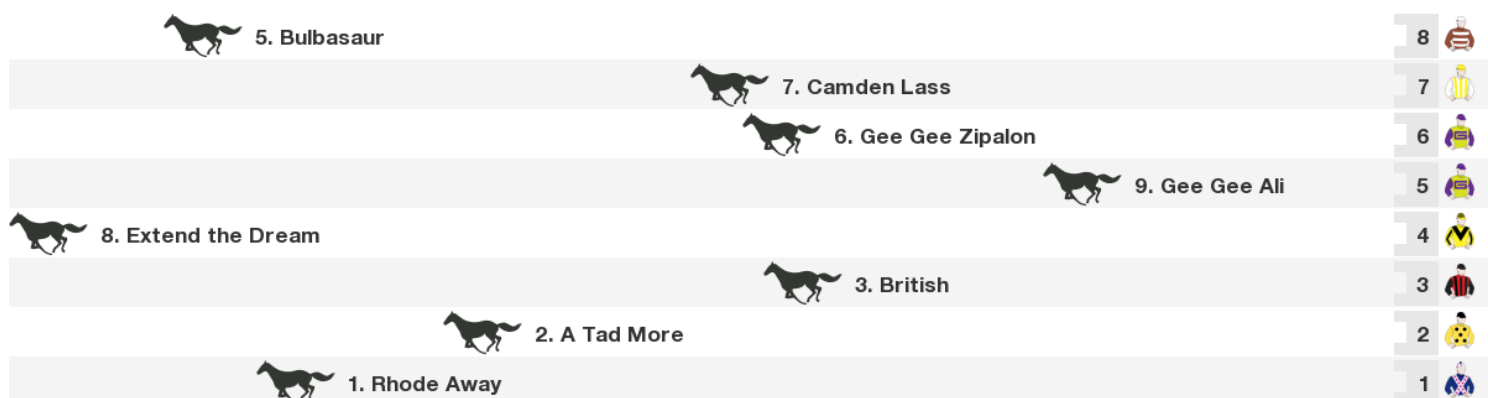 5. Bulbasaur 8
7. Camden Lass 7
6. Gee Gee Zipalon 6
9. Gee Gee Ali 5 
8. Extend the Dream 4
3. British 3
2. A Tad More 2
1. Rhode Away 1